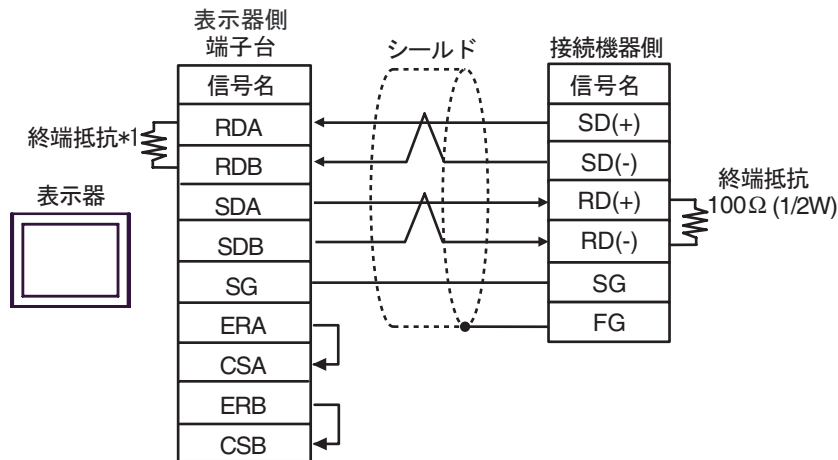 表示器側
端子台
シールド
接続機器側
信号名
信号名
RDA
SD(+)
終端抵抗*1
RDB
SD(-)
表示器
SDA
RD(+)
終端抵抗
100Ω (1/2W)
SDB
RD(-)
SG
SG
ERA
FG
CSA
ERB
CSB